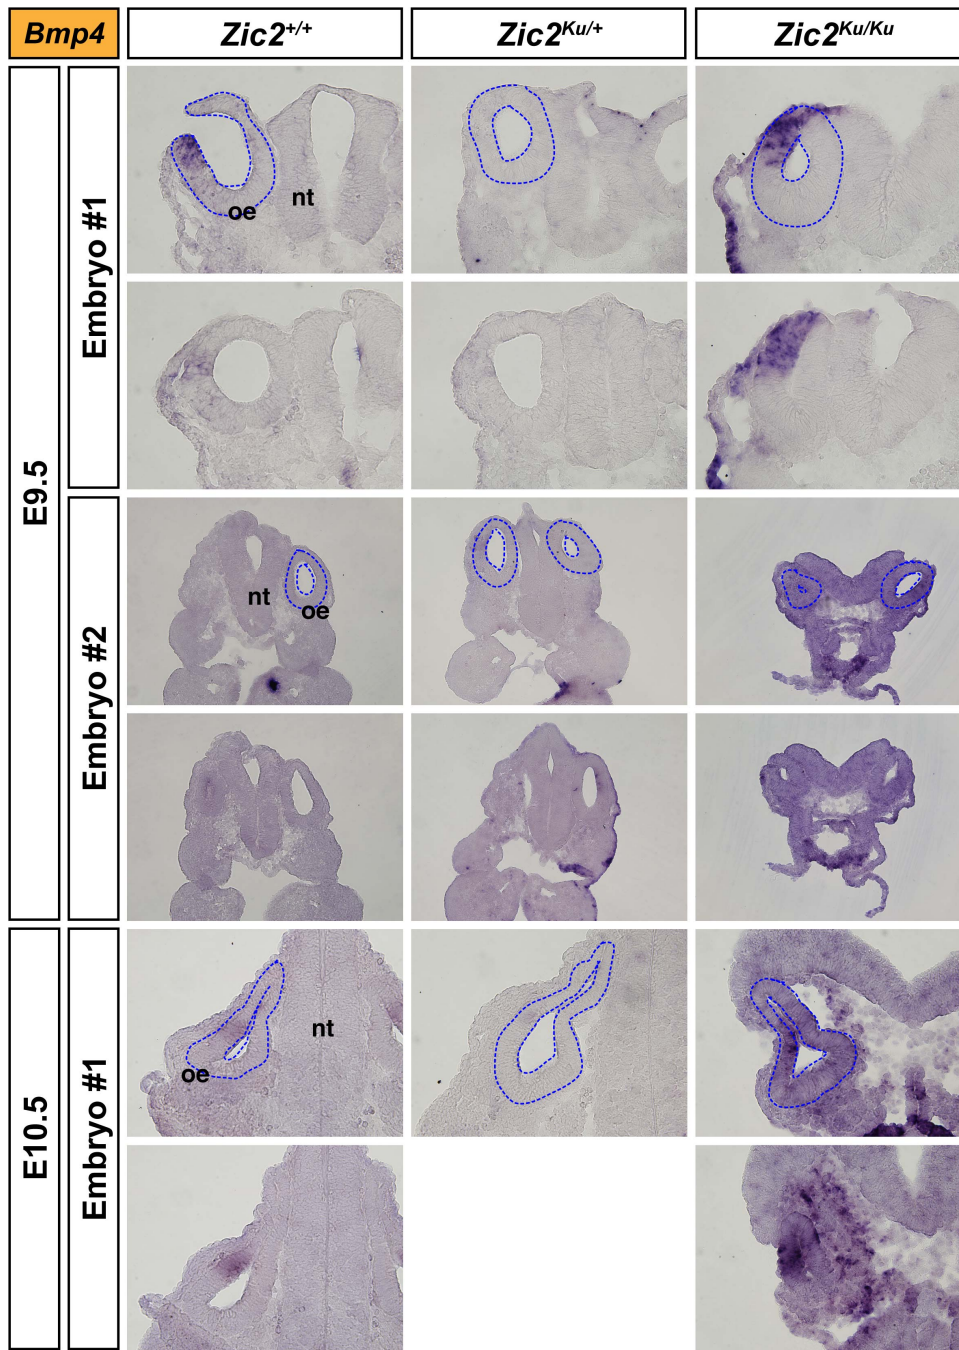 Bmp4
Zic2+/+
Zic2Ku/+
Zic2Ku/Ku
E9.5
Embryo #1
oe
nt
Embryo #2
nt
oe
E10.5
Embryo #1
nt
oe